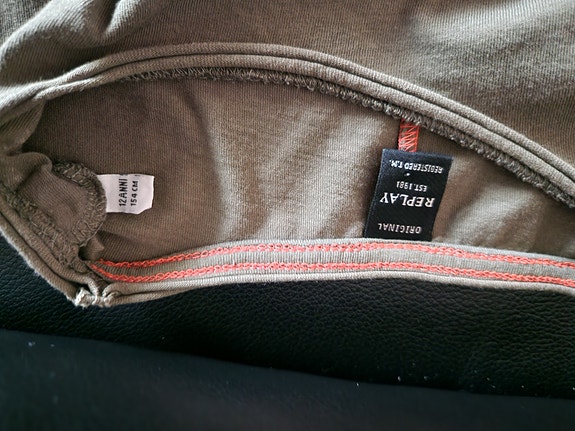 ORIGINAL
REPLAY
EST. 1981
REGISTERED T.M.
12ANNI
154 CM